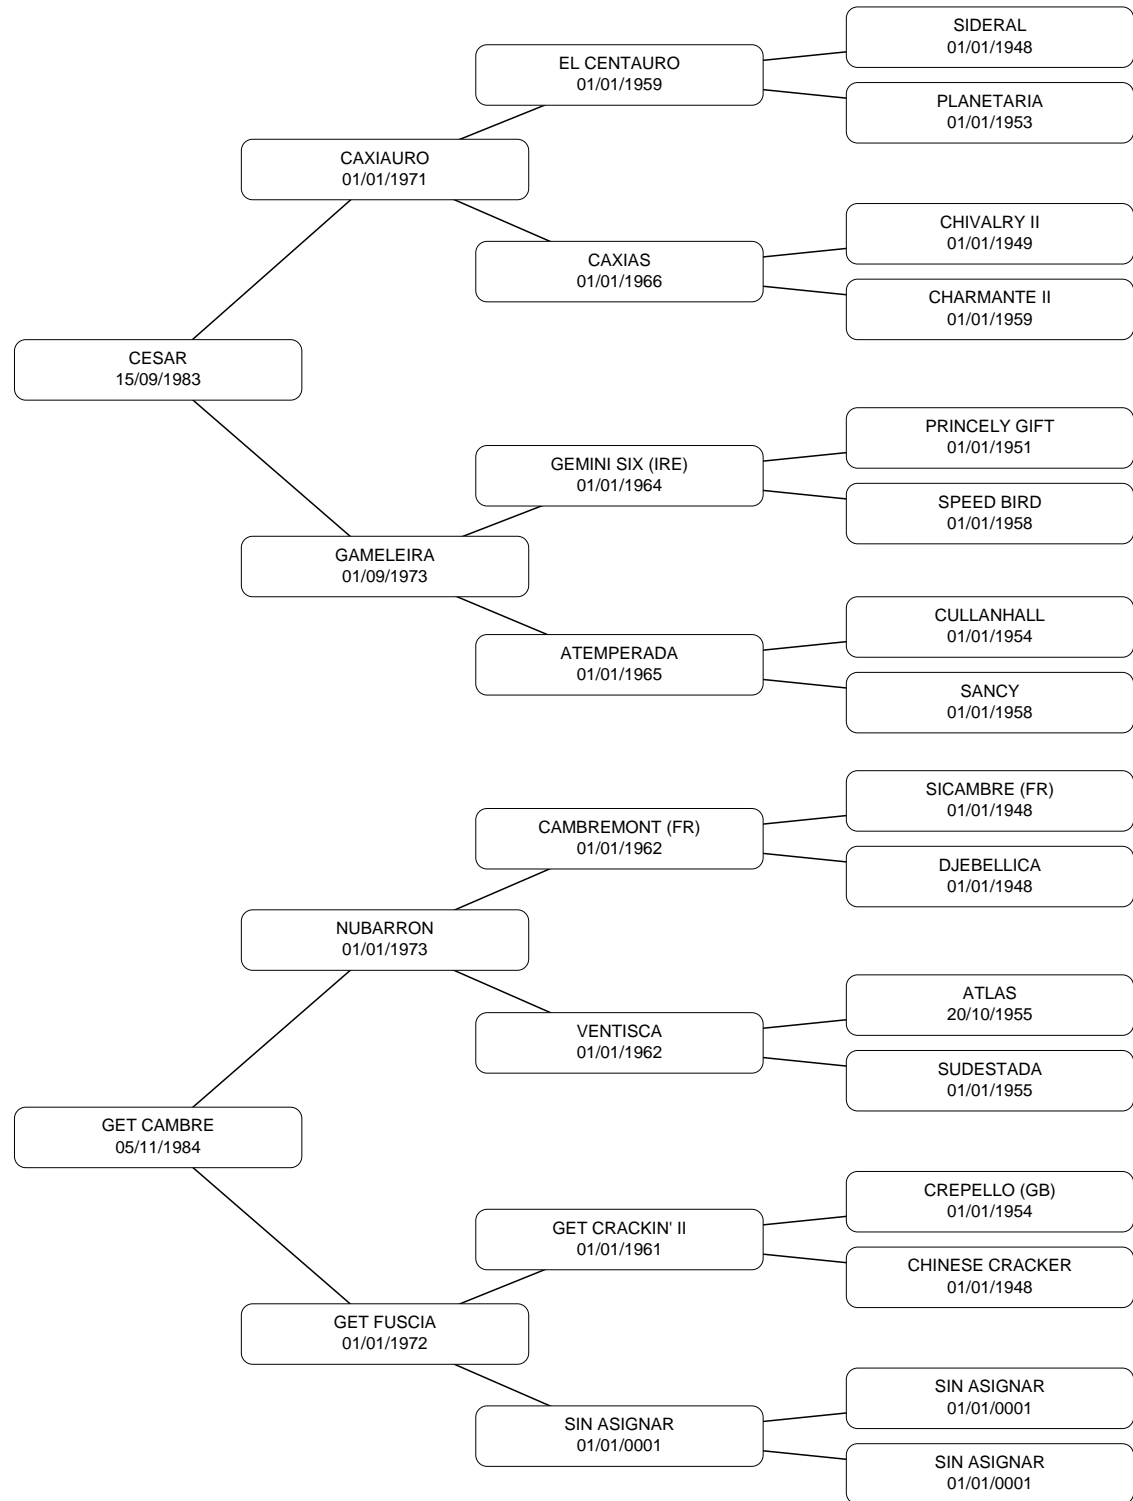 SIDERAL
01/01/1948
EL CENTAURO
01/01/1959
PLANETARIA
01/01/1953
CAXIAURO
01/01/1971
CHIVALRY II
01/01/1949
CAXIAS
01/01/1966
CHARMANTE II
01/01/1959
CESAR
15/09/1983
PRINCELY GIFT
01/01/1951
GEMINI SIX (IRE)
01/01/1964
SPEED BIRD
01/01/1958
GAMELEIRA
01/09/1973
CULLANHALL
01/01/1954
ATEMPERADA
01/01/1965
SANCY
01/01/1958
SICAMBRE (FR)
01/01/1948
CAMBREMONT (FR)
01/01/1962
DJEBELLICA
01/01/1948
NUBARRON
01/01/1973
ATLAS
20/10/1955
VENTISCA
01/01/1962
SUDESTADA
01/01/1955
GET CAMBRE
05/11/1984
CREPELLO (GB)
01/01/1954
GET CRACKIN' II
01/01/1961
CHINESE CRACKER
01/01/1948
GET FUSCIA
01/01/1972
SIN ASIGNAR
01/01/0001
SIN ASIGNAR
01/01/0001
SIN ASIGNAR
01/01/0001